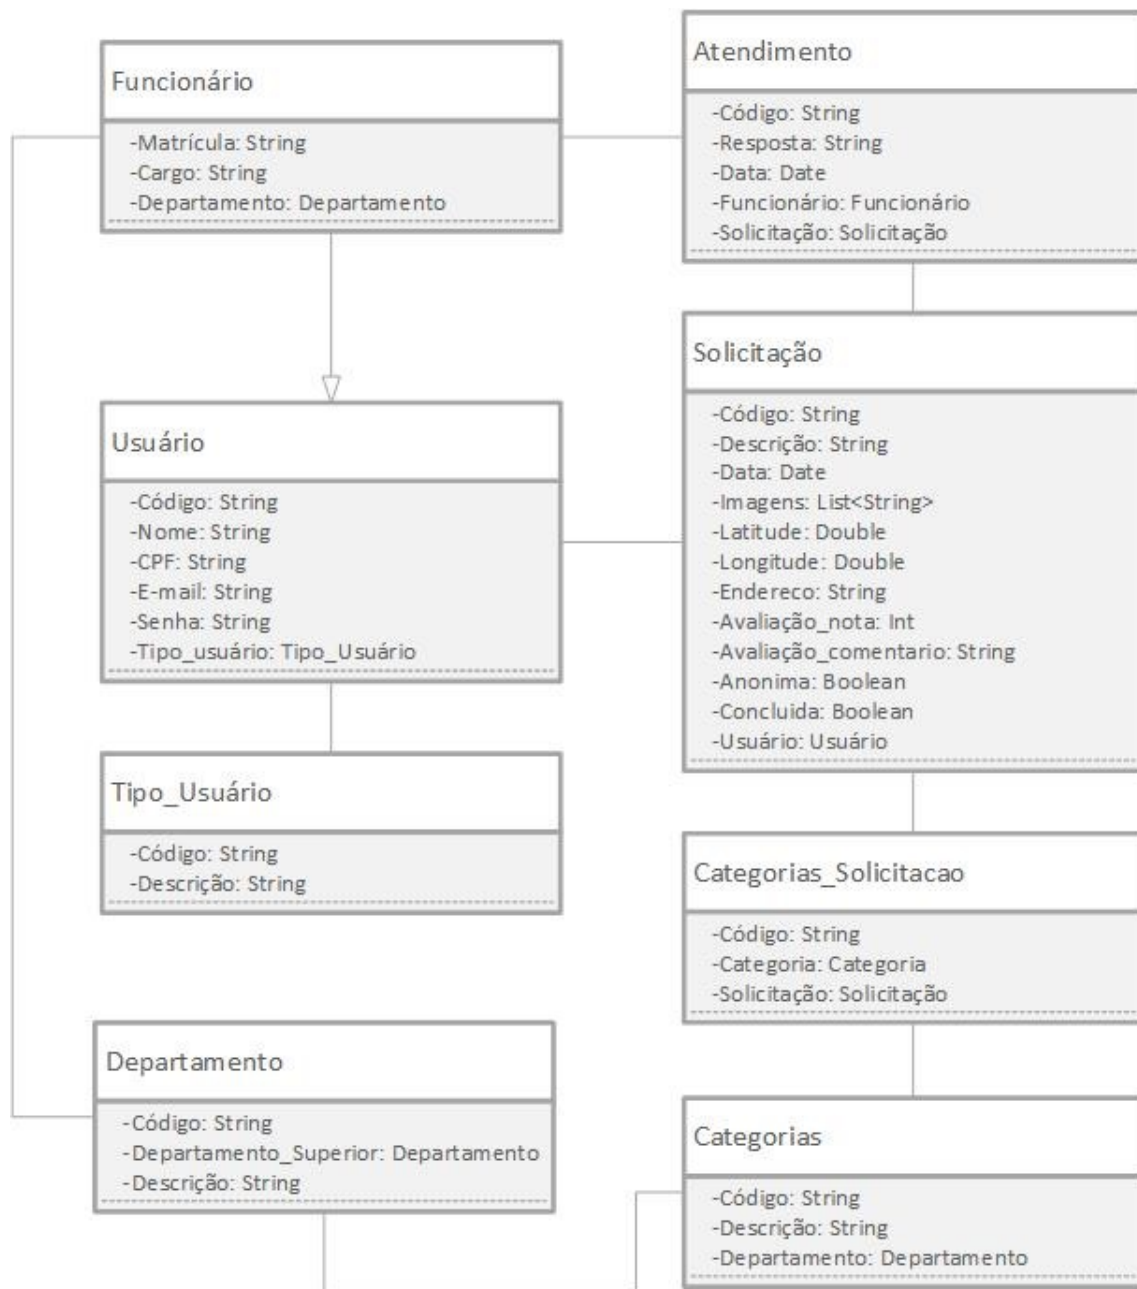 Funcionário
-Matrícula: String
-Cargo: String
-Departamento: Departamento
Atendimento
-Código: String
-Resposta: String
-Data: Date
-Funcionário: Funcionário
-Solicitação: Solicitação
Usuário
-Código: String
-Nome: String
-CPF: String
-E-mail: String
-Senha: String
-Tipo_usuário: Tipo_Usuário
Solicitação
-Código: String
-Descrição: String
-Data: Date
-Imagens: List<String>
-Latitude: Double
-Longitude: Double
-Endereco: String
-Avaliação_nota: Int
-Avaliação_comentario: String
-Anonima: Boolean
-Concluida: Boolean
-Usuário: Usuário
Tipo_Usuário
-Código: String
-Descrição: String
Categorias_Solicitacao
-Código: String
-Categoria: Categoria
-Solicitação: Solicitação
Departamento
-Código: String
-Departamento_Superior: Departamento
-Descrição: String
Categorias
-Código: String
-Descrição: String
-Departamento: Departamento